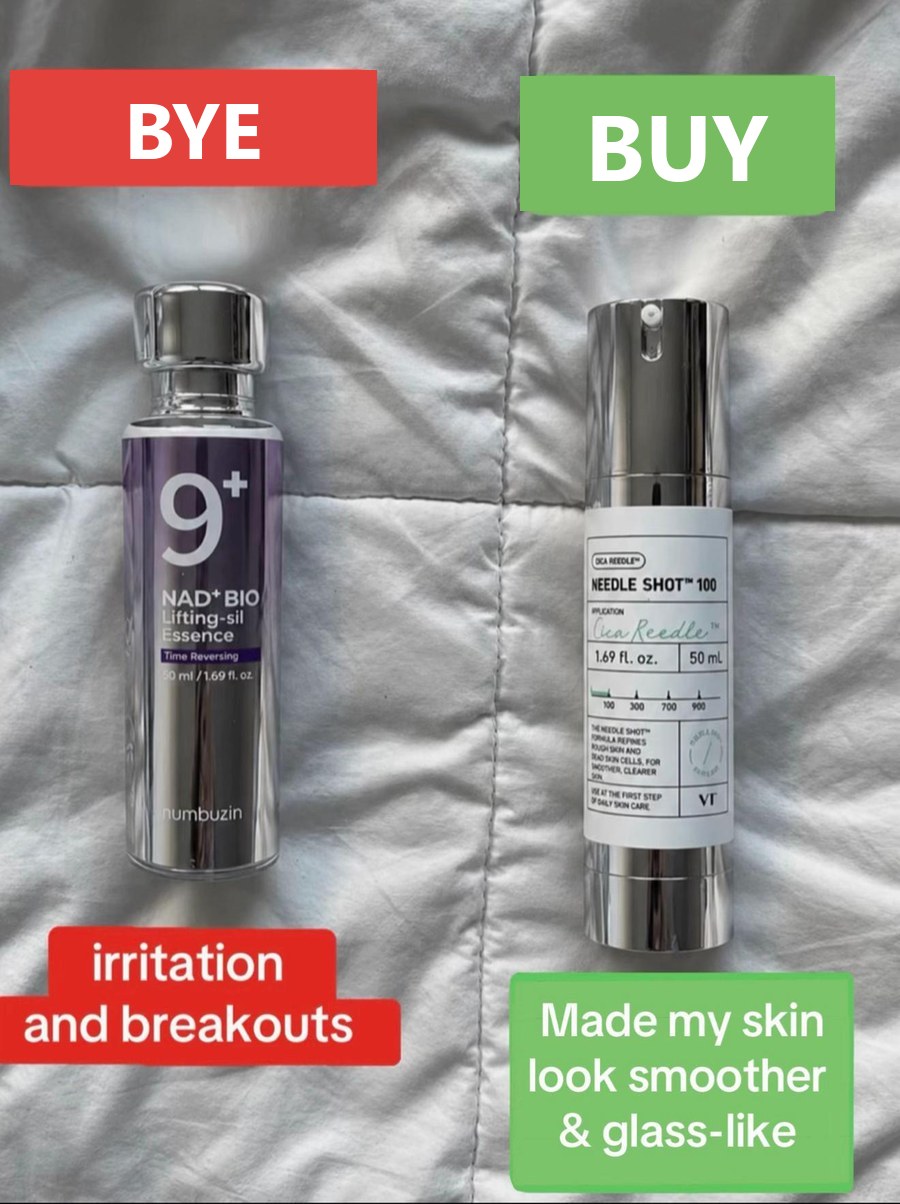 BYE
BUY
9+
NAD+ BIO
Lifting-sil
Essence
Time Reversing
50 ml / 1.69 fl. oz.
numbuzin
irritation
and breakouts
CICA REEDLE™
NEEDLE SHOT™ 100
APPLICATION
Cica Reedle™
1.69 fl. oz.
50 mL
100 300 700 900
THE NEEDLE SHOT™
FORMULA REFINES
ROUGH SKIN AND
DEAD SKIN CELLS, FOR
SMOOTHER, CLEARER
SKIN
USE AT THE FIRST STEP
OF DAILY SKIN CARE
VT
Made my skin
look smoother
& glass-like